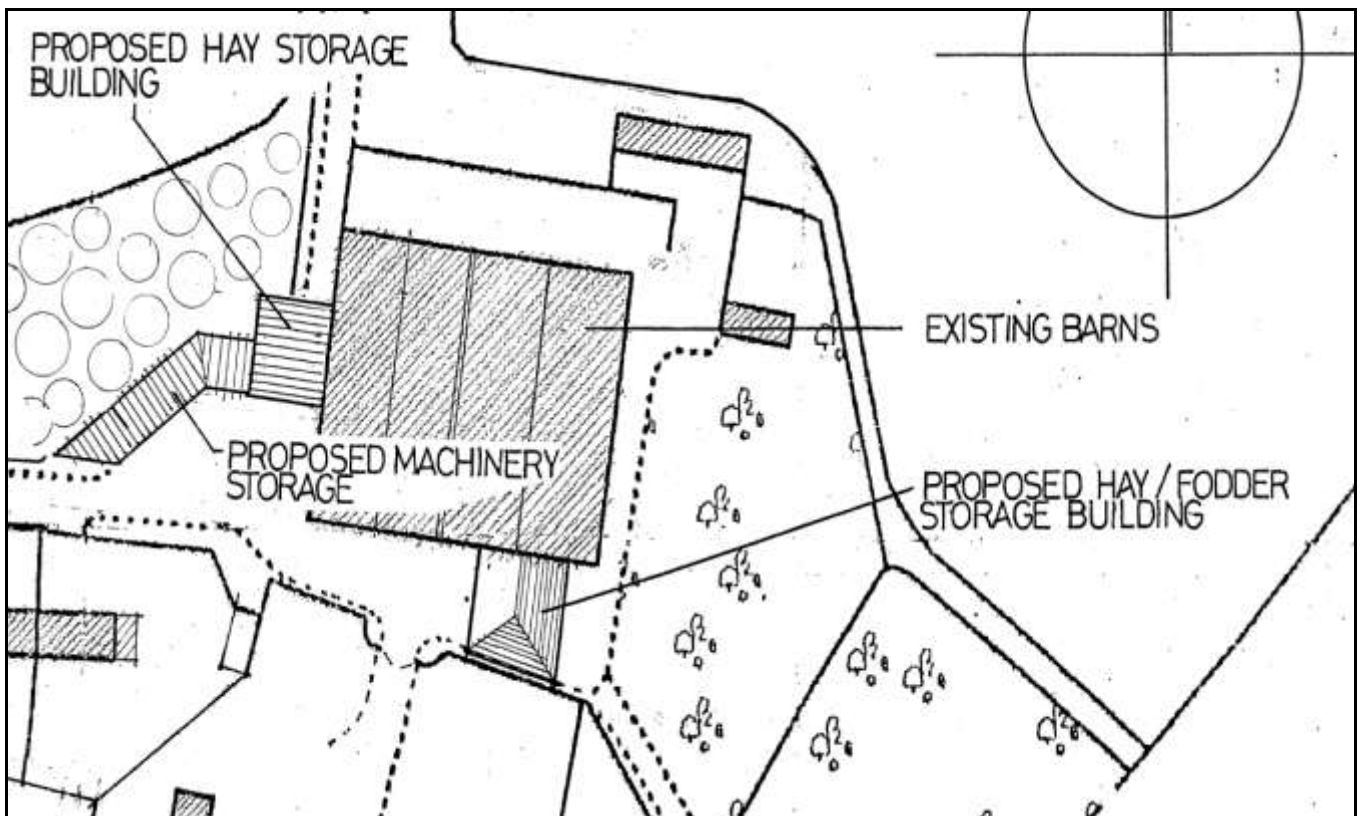 PROPOSED HAY STORAGE
BUILDING
EXISTING BARNS
PROPOSED MACHINERY
STORAGE
PROPOSED HAY / FODDER
STORAGE BUILDING